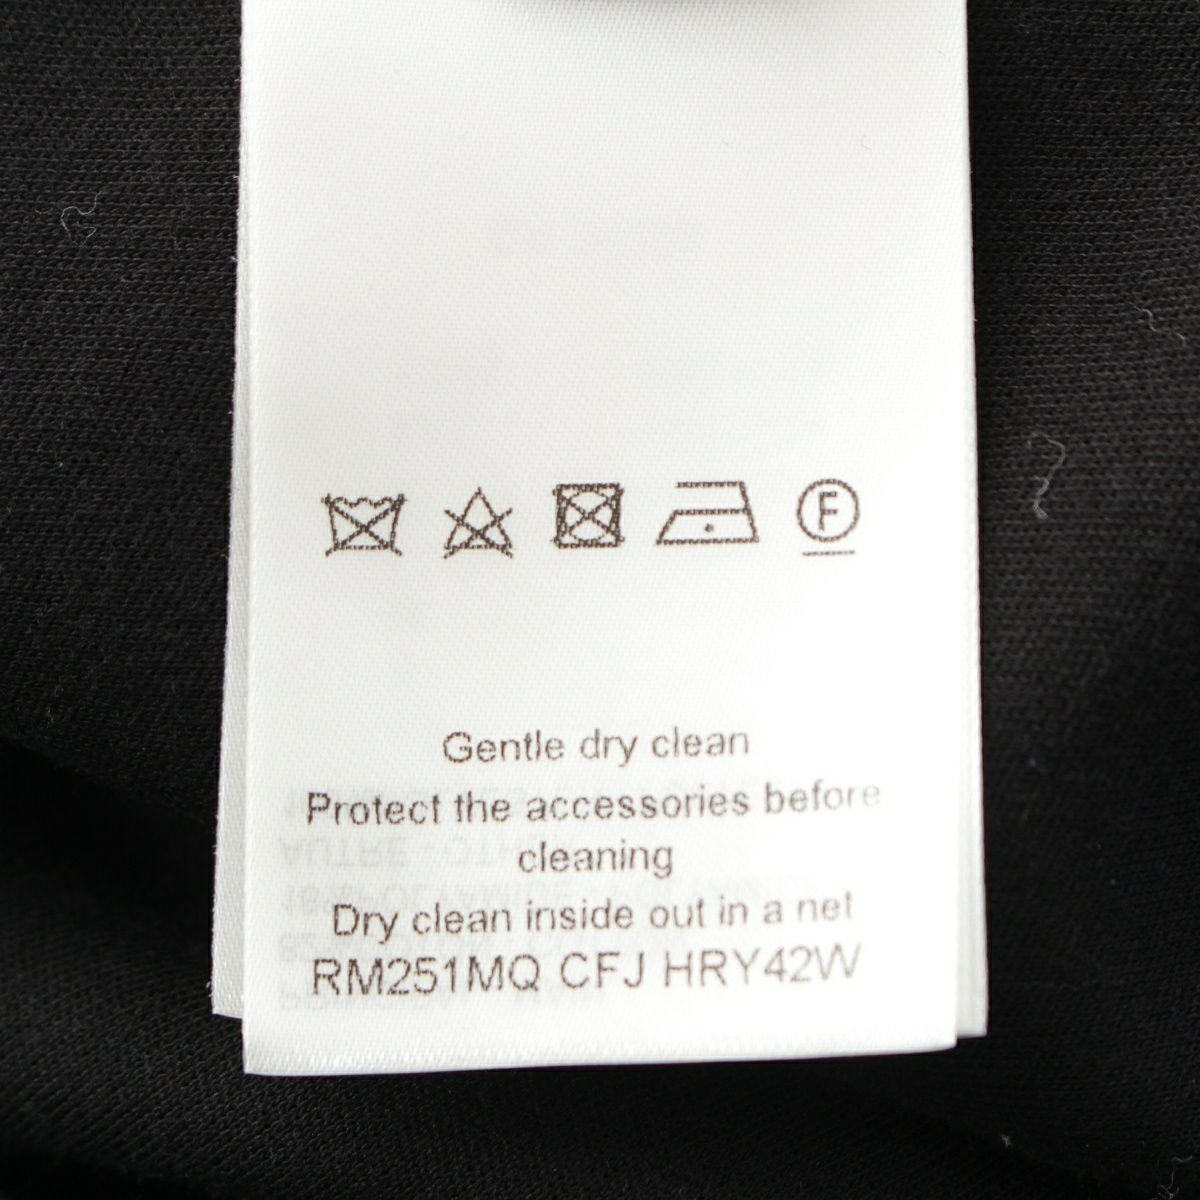 F
Gentle dry clean
Protect the accessories before
cleaning
Dry clean inside out in a net
RM251MQ CFJ HRY42W